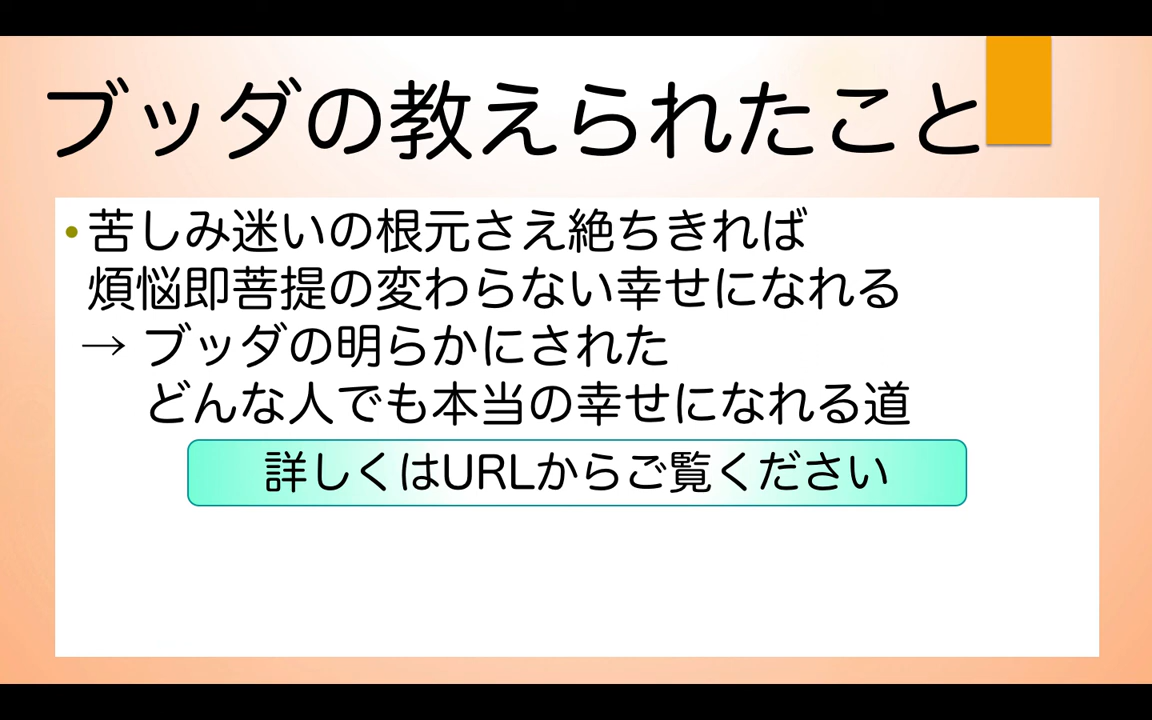 ブッダの教えられたこと
•苦しみ迷いの根元さえ絶ちきれば
煩悩即菩提の変わらない幸せになれる
→ ブッダの明らかにされた
どんな人でも本当の幸せになれる道
詳しくはURLからご覧ください